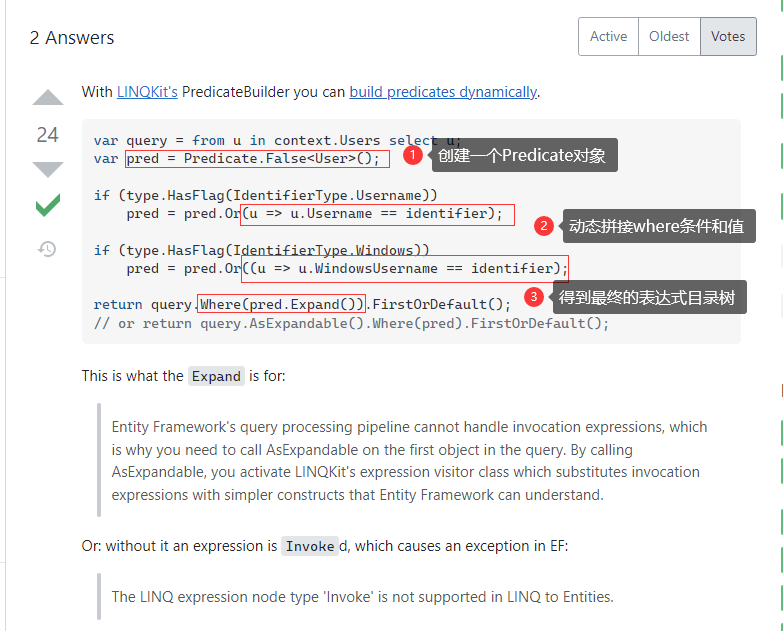 2 Answers
Active Oldest Votes
With LINQKit's PredicateBuilder you can build predicates dynamically.
24
var query = from u in context.Users select u;
var pred = Predicate.False<User>();
1 创建一个Predicate对象
if (type.HasFlag(IdentifierType.Username))
pred = pred.Or(u => u.Username == identifier);
2 动态拼接where条件和值
if (type.HasFlag(IdentifierType.Windows))
pred = pred.Or((u => u.WindowsUsername == identifier);
3 得到最终的表达式目录树
return query.Where(pred.Expand()).FirstOrDefault();
// or return query.AsExpandable().Where(pred).FirstOrDefault();
This is what the Expand is for:
Entity Framework's query processing pipeline cannot handle invocation expressions, which
is why you need to call AsExpandable on the first object in the query. By calling
AsExpandable, you activate LINQKit's expression visitor class which substitutes invocation
expressions with simpler constructs that Entity Framework can understand.
Or: without it an expression is Invoked, which causes an exception in EF:
The LINQ expression node type 'Invoke' is not supported in LINQ to Entities.